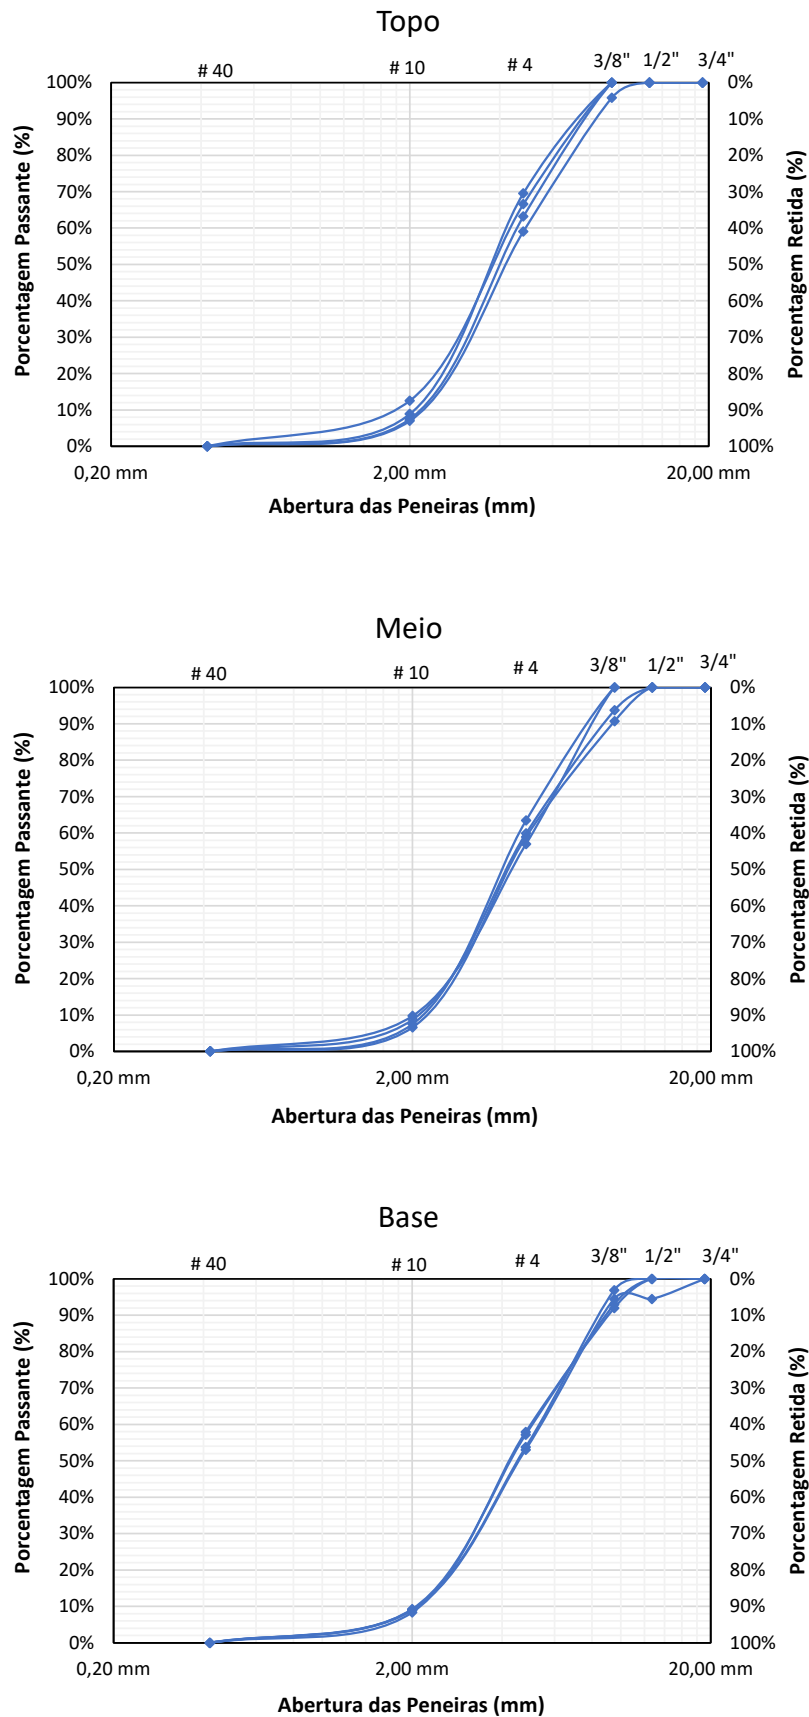 Topo
# 40 # 10 # 4 3/8" 1/2" 3/4"
Porcentagem Passante (%)
100% 0%
90% 10%
80% 20%
70% 30%
60% 40%
50% 50%
40% 60%
30% 70%
20% 80%
10% 90%
0% 100%
Porcentagem Retida (%)
0,20 mm 2,00 mm 20,00 mm
Abertura das Peneiras (mm)
Meio
# 40 # 10 # 4 3/8" 1/2" 3/4"
Porcentagem Passante (%)
100% 0%
90% 10%
80% 20%
70% 30%
60% 40%
50% 50%
40% 60%
30% 70%
20% 80%
10% 90%
0% 100%
Porcentagem Retida (%)
0,20 mm 2,00 mm 20,00 mm
Abertura das Peneiras (mm)
Base
# 40 # 10 # 4 3/8" 1/2" 3/4"
Porcentagem Passante (%)
100% 0%
90% 10%
80% 20%
70% 30%
60% 40%
50% 50%
40% 60%
30% 70%
20% 80%
10% 90%
0% 100%
Porcentagem Retida (%)
0,20 mm 2,00 mm 20,00 mm
Abertura das Peneiras (mm)